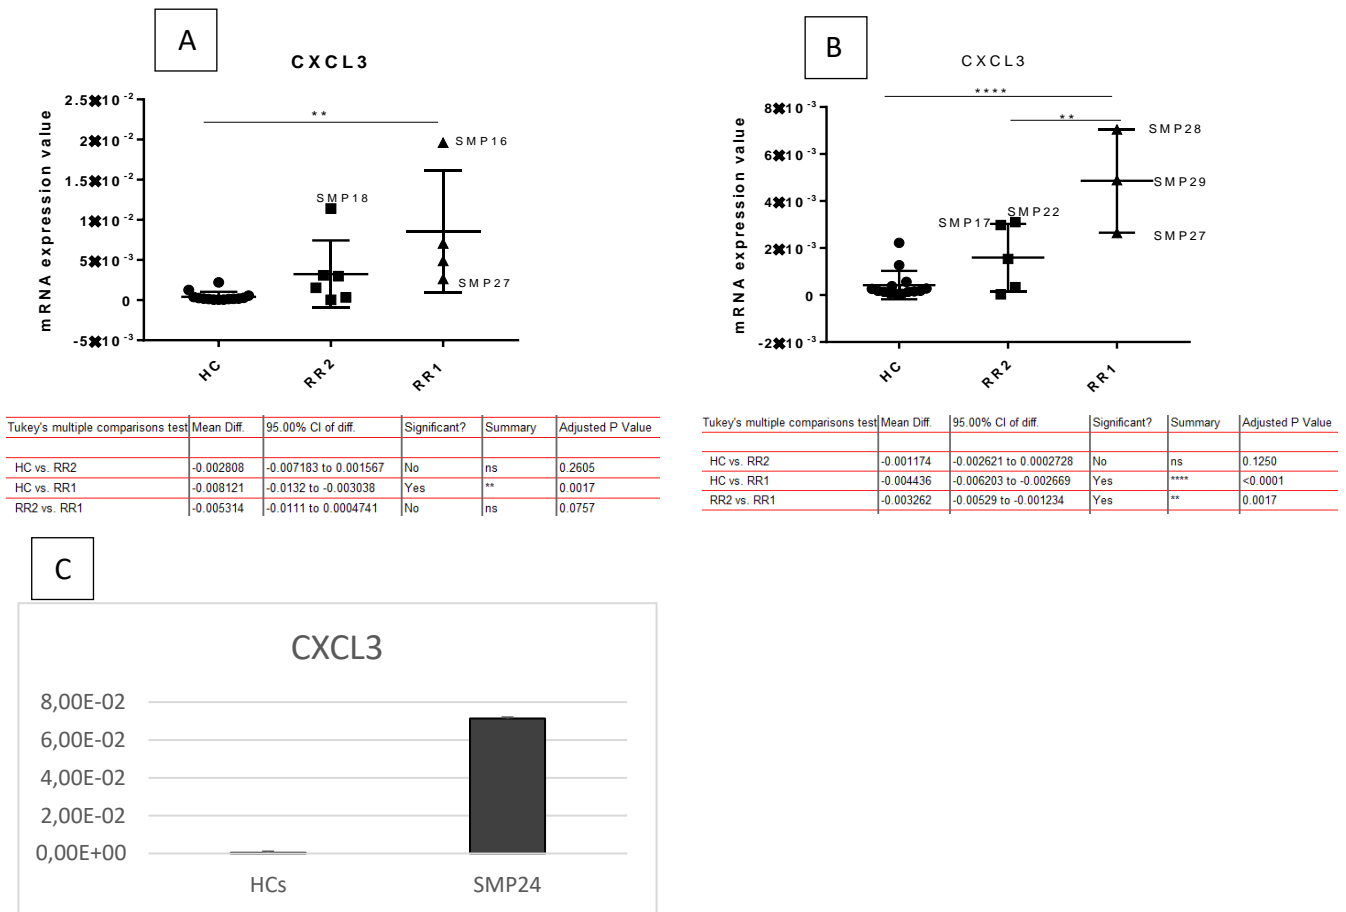 A
CXCL3
mRNA expression value
2.5✖10 -2
2✖10 -2
1.5✖10 -2
1✖10 -2
5✖10 -3
0
-5✖10 -3
**
SMP16
SMP18
SMP27
HC
RR2
RR1
Tukey's multiple comparisons test Mean Diff. 95.00% CI of diff. Significant? Summary Adjusted P Value
HC vs. RR2 -0.002808 -0.007183 to 0.001567 No ns 0.2605
HC vs. RR1 -0.008121 -0.0132 to -0.003038 Yes ** 0.0017
RR2 vs. RR1 -0.005314 -0.0111 to 0.0004741 No ns 0.0757
B
CXCL3
mRNA expression value
8✖10 -3
6✖10 -3
4✖10 -3
2✖10 -3
0
-2✖10 -3
****
**
SMP28
SMP29
SMP22
SMP17
SMP27
HC
RR2
RR1
Tukey's multiple comparisons test Mean Diff. 95.00% CI of diff. Significant? Summary Adjusted P Value
HC vs. RR2 -0.001174 -0.002621 to 0.0002728 No ns 0.1250
HC vs. RR1 -0.004436 -0.006203 to -0.002669 Yes **** <0.0001
RR2 vs. RR1 -0.003262 -0.00529 to -0.001234 Yes ** 0.0017
C
CXCL3
8,00E-02
6,00E-02
4,00E-02
2,00E-02
0,00E+00
HCs
SMP24